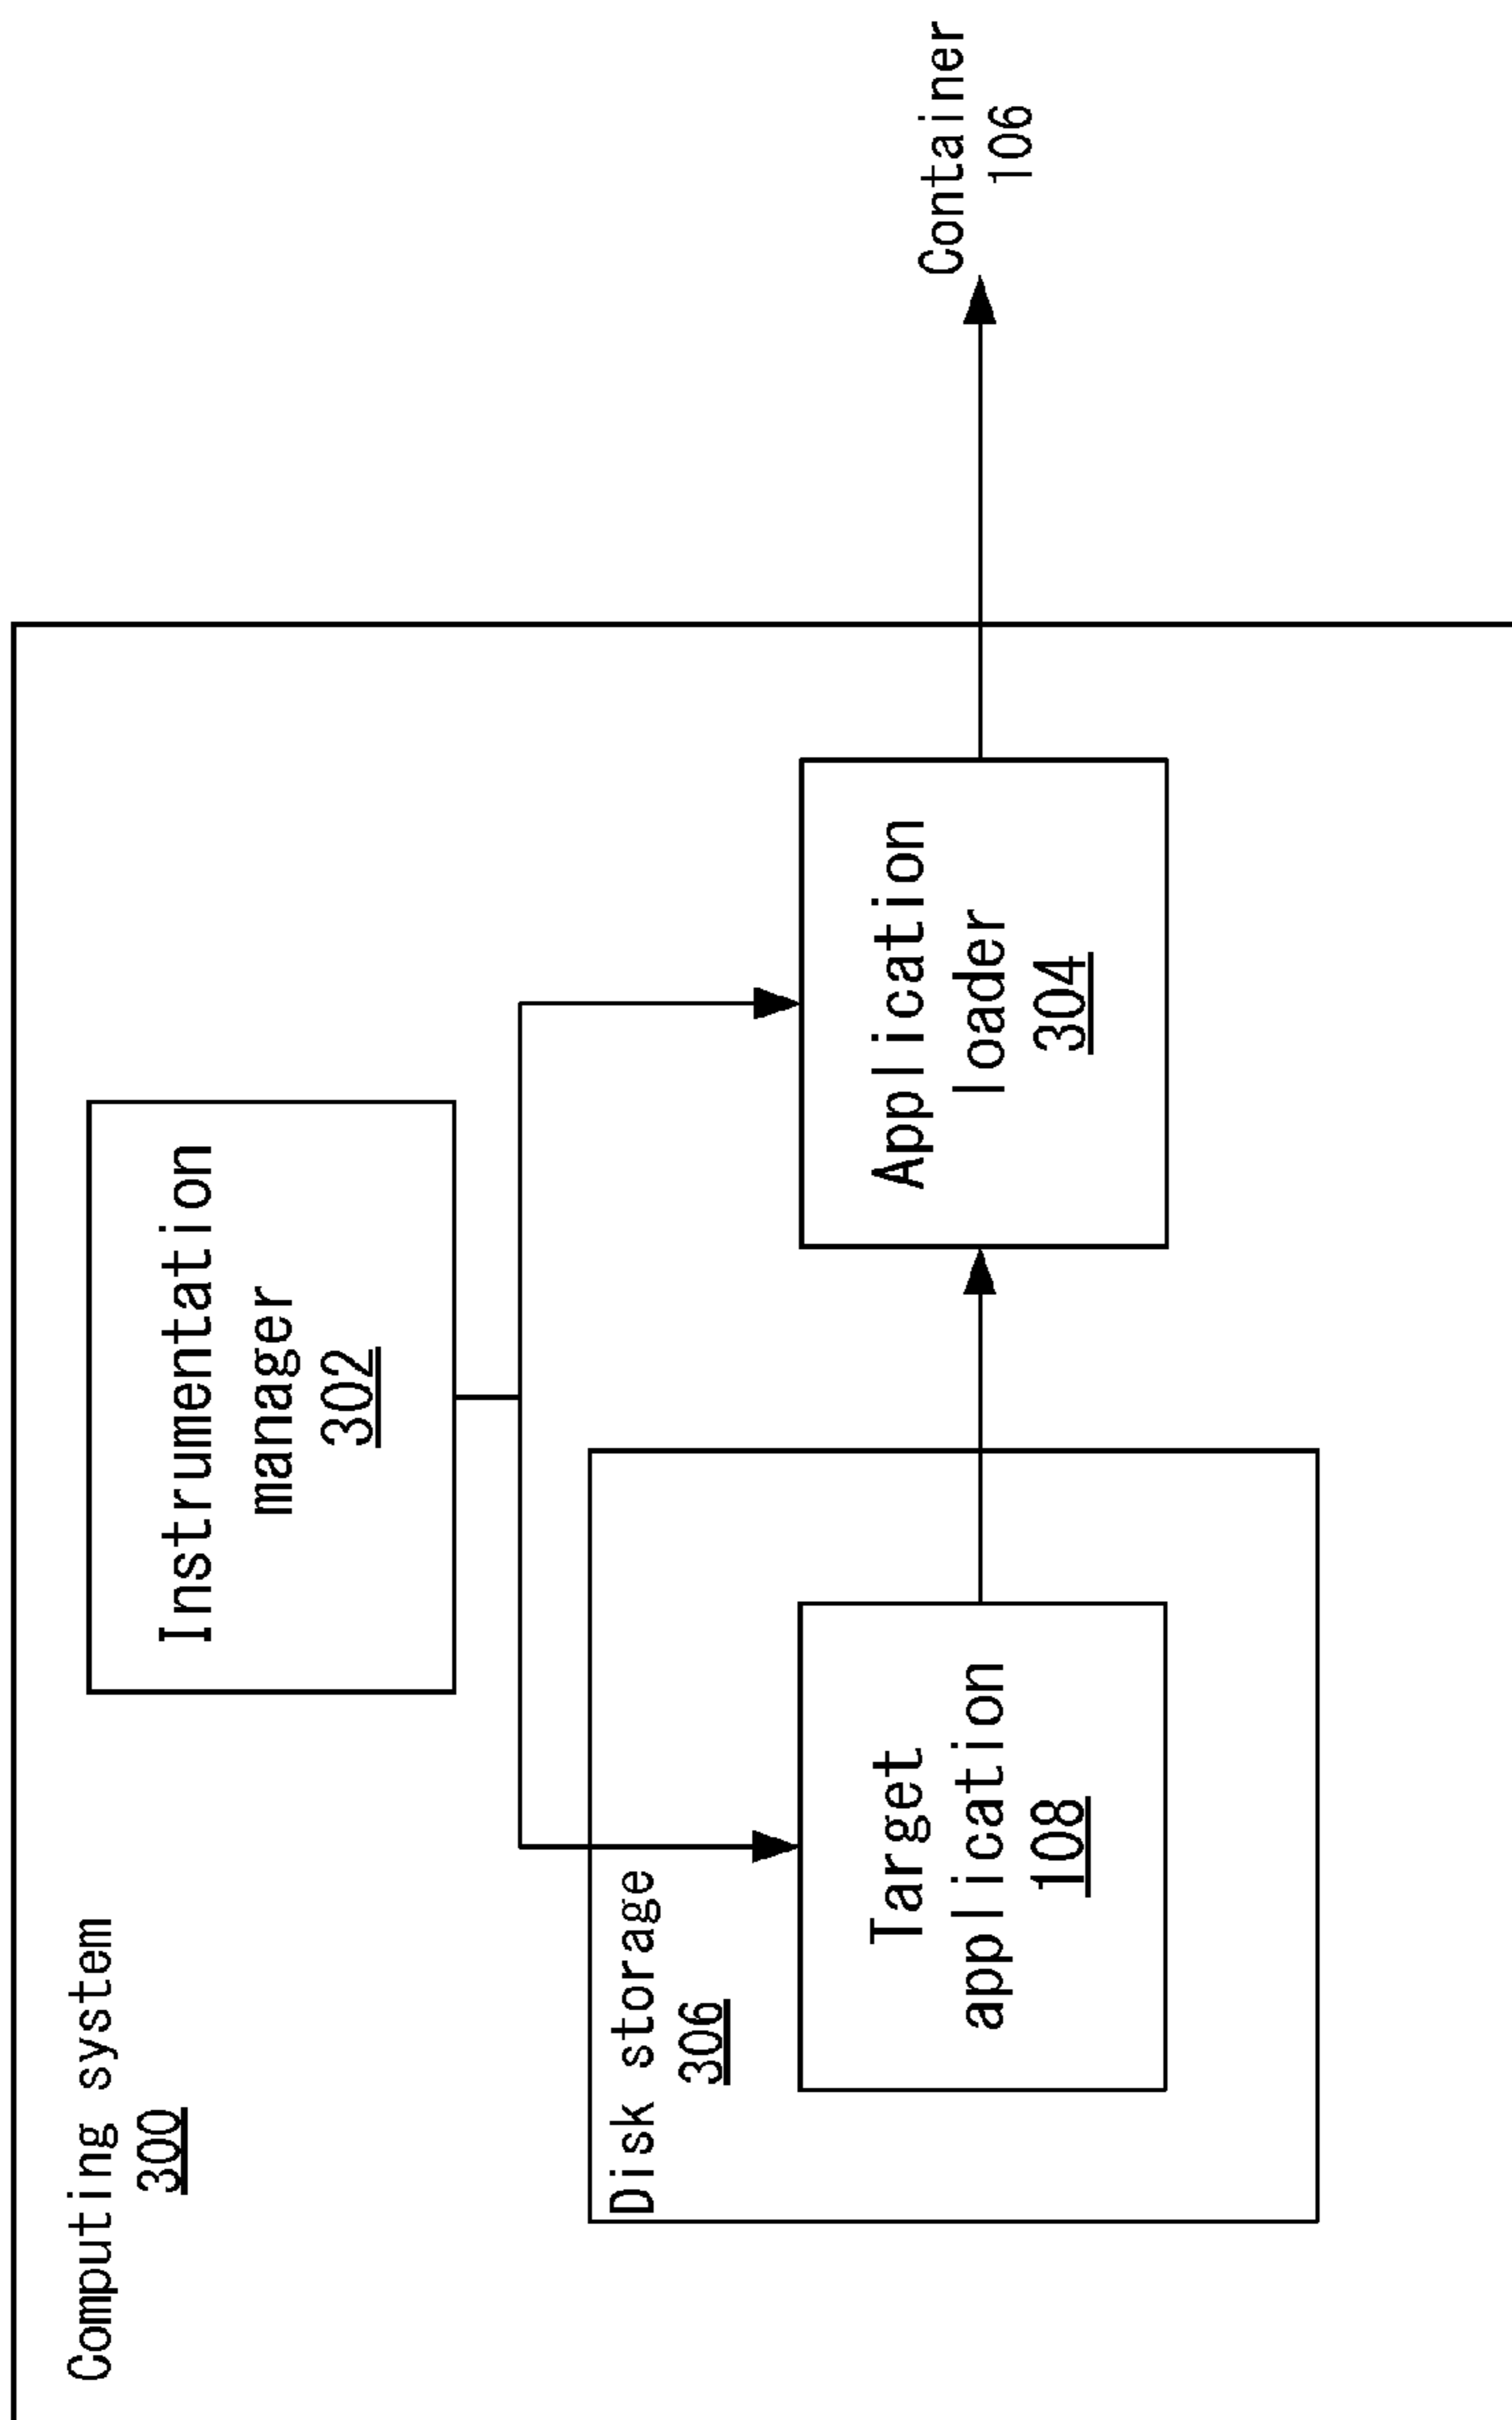 Computing system
300
Instrumentation
manager
302
Disk storage
306
Target
application
108
Application
loader
304
Container
106